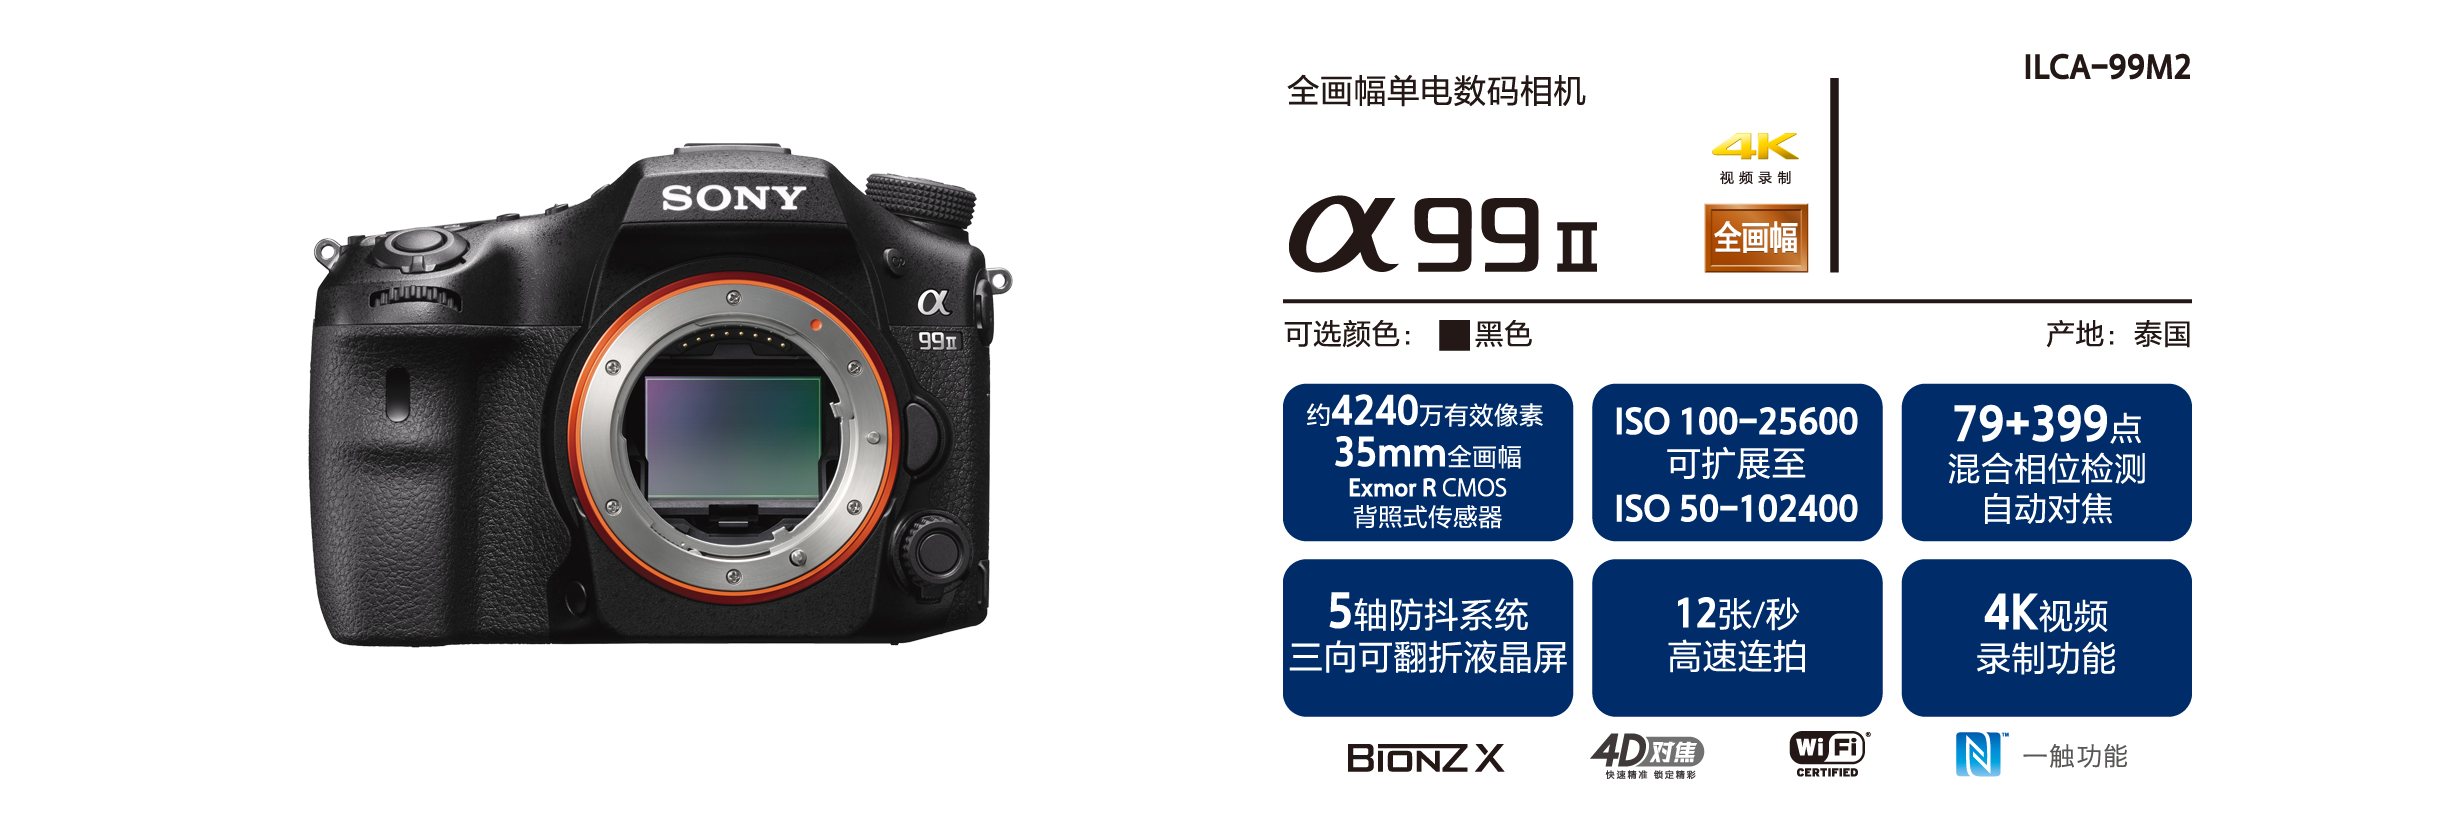 SONY
α
99II
全画幅单电数码相机
ILCA-99M2
4K
视频录制
α99II
全画幅
可选颜色：黑色
产地：泰国
约4240万有效像素
35mm全画幅
Exmor R CMOS
背照式传感器
ISO 100-25600
可扩展至
ISO 50-102400
79+399点
混合相位检测
自动对焦
5轴防抖系统
三向可翻折液晶屏
12张/秒
高速连拍
4K视频
录制功能
BIONZ X
4D对焦
快速精准 锁定精彩
Wi Fi®
CERTIFIED
N™
一触功能